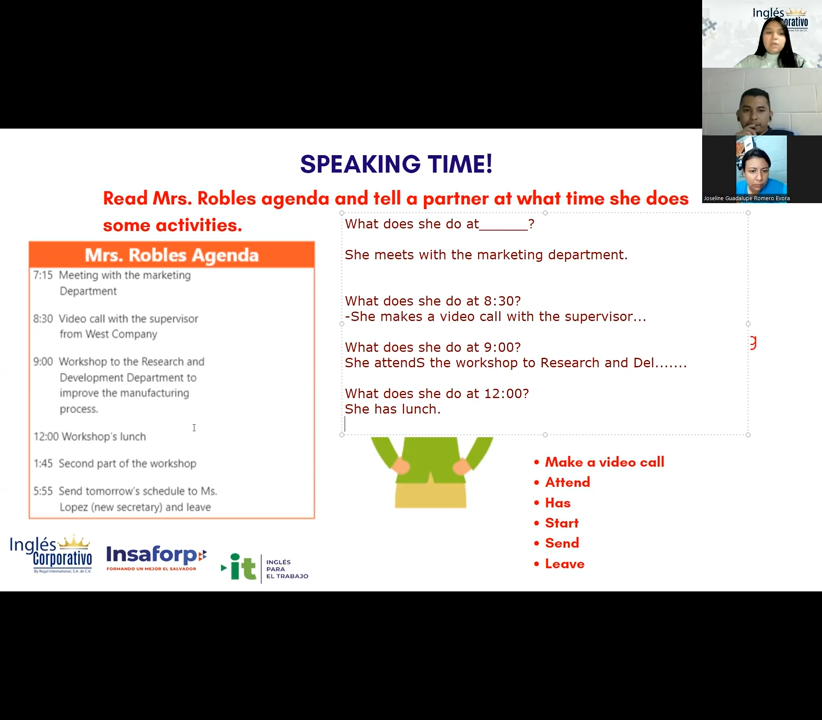 Inglés
Corporativo
Joseline Guadalupe Romero Evora
SPEAKING TIME!
Read Mrs. Robles agenda and tell a partner at what time she does
some activities.
Mrs. Robles Agenda
7:15 Meeting with the marketing
Department
8:30 Video call with the supervisor
from West Company
9:00 Workshop to the Research and
Development Department to
improve the manufacturing
process.
12:00 Workshop's lunch
1:45 Second part of the workshop
5:55 Send tomorrow's schedule to Ms.
Lopez (new secretary) and leave
What does she do at______?
She meets with the marketing department.
What does she do at 8:30?
-She makes a video call with the supervisor...
What does she do at 9:00?
She attendS the workshop to Research and Del.......
What does she do at 12:00?
She has lunch.
g
• Make a video call
• Attend
• Has
• Start
• Send
• Leave
Inglés
Corporativo
By Regal International, S.A. de C.V.
Insaforp
FORMANDO UN MEJOR EL SALVADOR
it
INGLÉS
PARA
EL TRABAJO